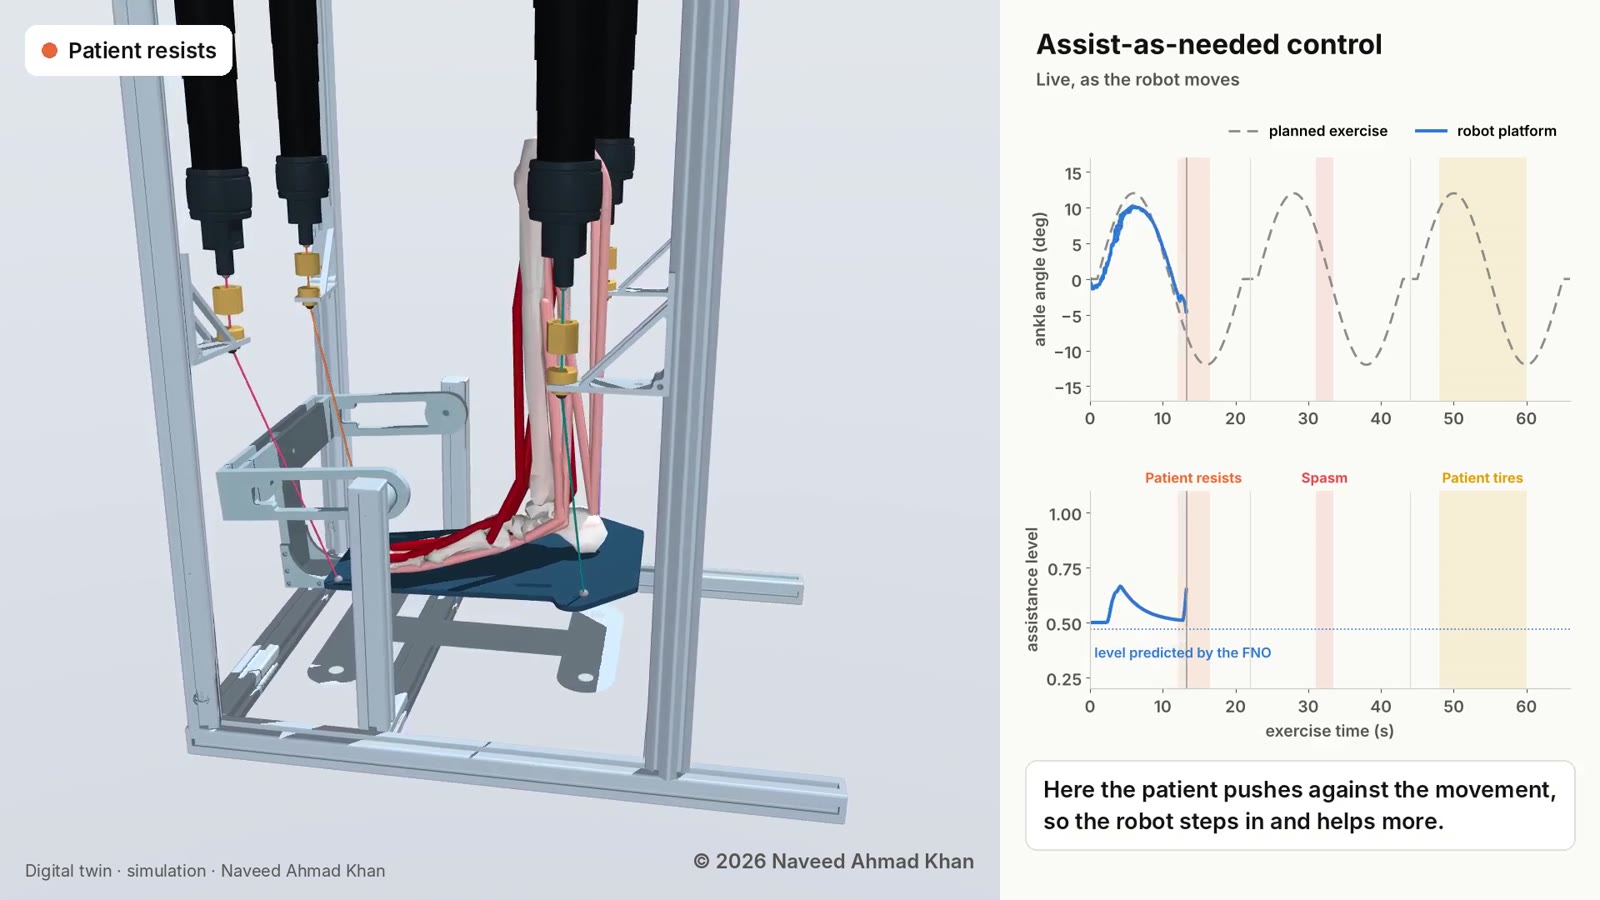 Patient resists
Digital twin · simulation · Naveed Ahmad Khan
© 2026 Naveed Ahmad Khan
Assist-as-needed control
Live, as the robot moves
planned exercise
robot platform
ankle angle (deg)
15
10
5
0
−5
−10
−15
0 10 20 30 40 50 60
Patient resists
Spasm
Patient tires
assistance level
1.00
0.75
0.50
0.25
level predicted by the FNO
0 10 20 30 40 50 60
exercise time (s)
Here the patient pushes against the movement,
so the robot steps in and helps more.